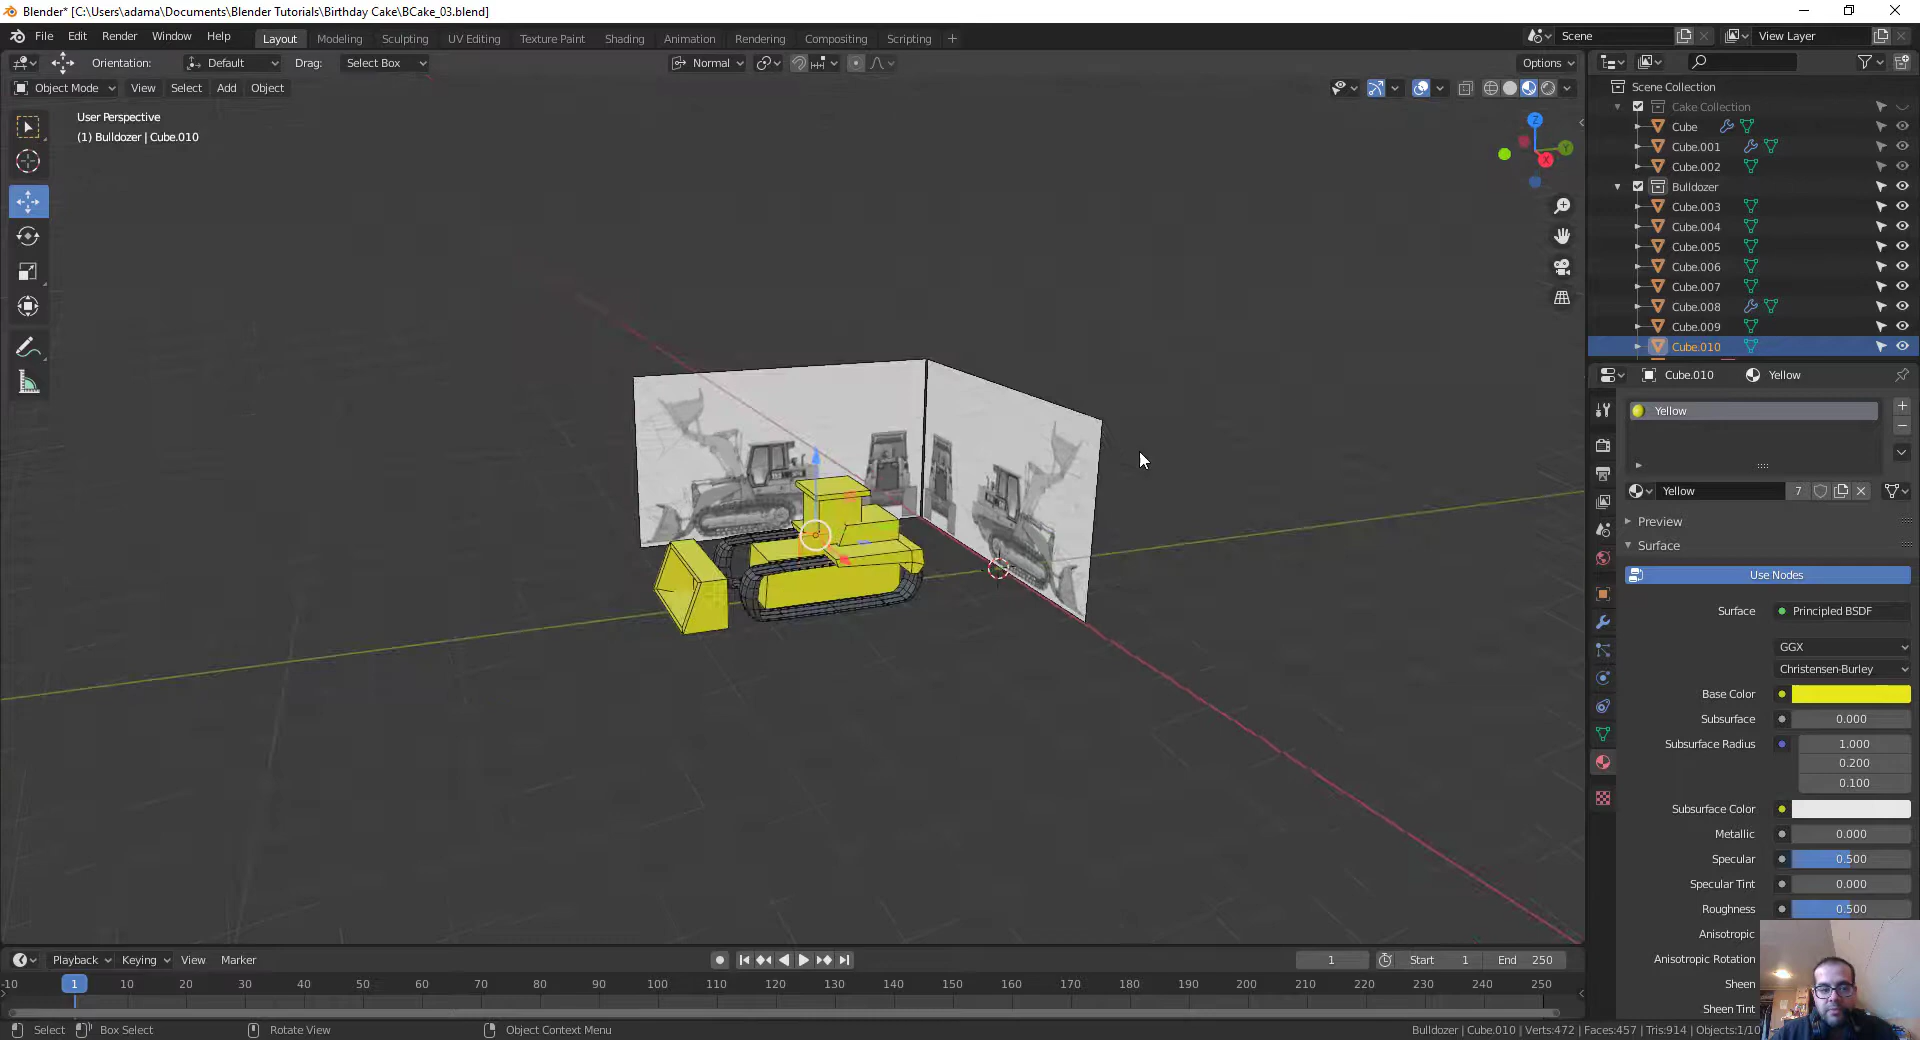 Blender* [C:\Users\adama\Documents\Blender Tutorials\Birthday Cake\BCake_03.blend]
File Edit Render Window Help Layout Modeling Sculpting UV Editing Texture Paint Shading Animation Rendering Compositing Scripting + Scene View Layer
Orientation: Default Drag: Select Box Normal Options
Object Mode View Select Add Object
User Perspective
(1) Bulldozer | Cube.010
Z
Y
X
Scene Collection
Cake Collection
Cube
Cube.001
Cube.002
Bulldozer
Cube.003
Cube.004
Cube.005
Cube.006
Cube.007
Cube.008
Cube.009
Cube.010
Cube.010 Yellow
Yellow
Yellow 7
Preview
Surface
Use Nodes
Surface Principled BSDF
GGX
Christensen-Burley
Base Color
Subsurface 0.000
Subsurface Radius 1.000
0.200
0.100
Subsurface Color
Metallic 0.000
Specular 0.500
Specular Tint 0.000
Roughness 0.500
Anisotropic
Anisotropic Rotation
Sheen
Sheen Tint
Playback Keying View Marker 1 Start 1 End 250
-10 1 10 20 30 40 50 60 70 80 90 100 110 120 130 140 150 160 170 180 190 200 210 220 230 240 250
Select Box Select Rotate View Object Context Menu Bulldozer | Cube.010 | Verts:472 | Faces:457 | Tris:914 | Objects:1/10